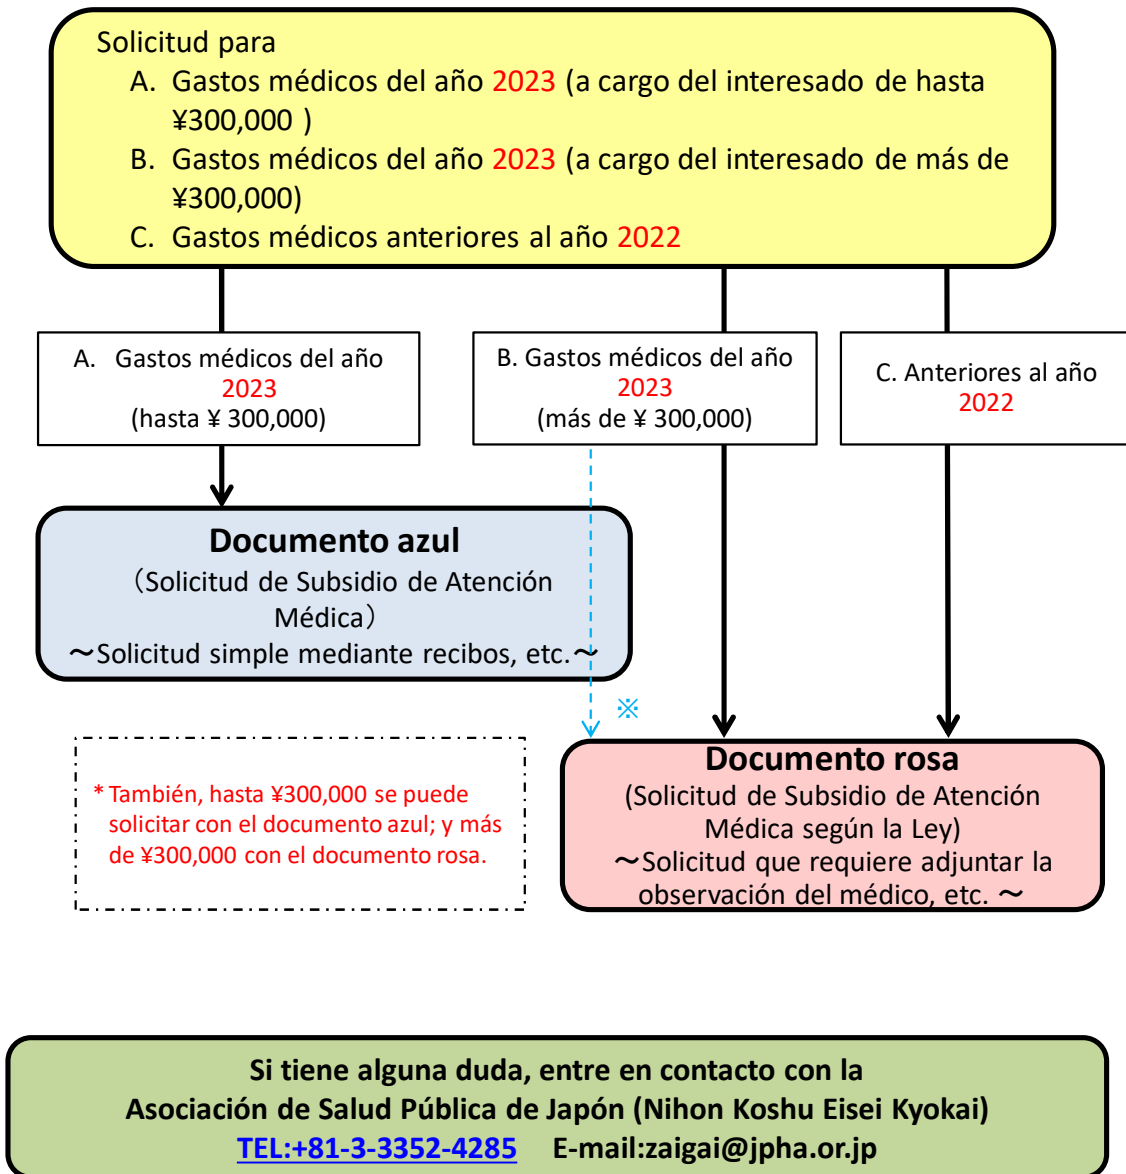 Solicitud para
A. Gastos médicos del año 2023 (a cargo del interesado de hasta
¥300,000 )
B. Gastos médicos del año 2023 (a cargo del interesado de más de
¥300,000)
C. Gastos médicos anteriores al año 2022
A. Gastos médicos del año
2023
(hasta ¥ 300,000)
B. Gastos médicos del año
2023
(más de ¥ 300,000)
C. Anteriores al año
2022
Documento azul
（Solicitud de Subsidio de Atención
Médica）
～Solicitud simple mediante recibos, etc.～
※
* También, hasta ¥300,000 se puede
solicitar con el documento azul; y más
de ¥300,000 con el documento rosa.
Documento rosa
(Solicitud de Subsidio de Atención
Médica según la Ley)
～Solicitud que requiere adjuntar la
observación del médico, etc. ～
Si tiene alguna duda, entre en contacto con la
Asociación de Salud Pública de Japón (Nihon Koshu Eisei Kyokai)
TEL:+81-3-3352-4285 E-mail:zaigai@jpha.or.jp